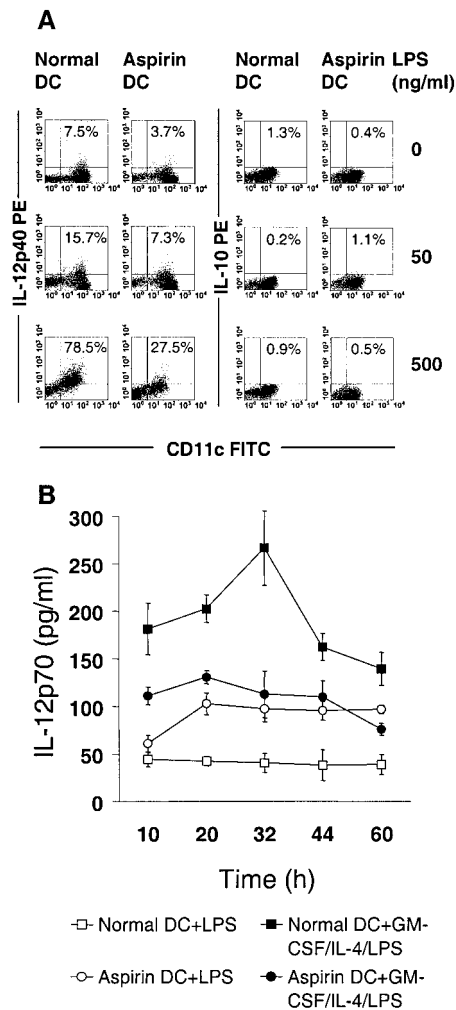 A
Normal DC Aspirin DC Normal DC Aspirin DC LPS (ng/ml)
7.5% 3.7% 1.3% 0.4% 0
15.7% 7.3% 0.2% 1.1% 50
78.5% 27.5% 0.9% 0.5% 500
IL-12p40 PE
IL-10 PE
CD11c FITC
B
IL-12p70 (pg/ml)
300
250
200
150
100
50
0
10 20 32 44 60
Time (h)
Normal DC+LPS
Normal DC+GM-
CSF/IL-4/LPS
Aspirin DC+LPS
Aspirin DC+GM-
CSF/IL-4/LPS